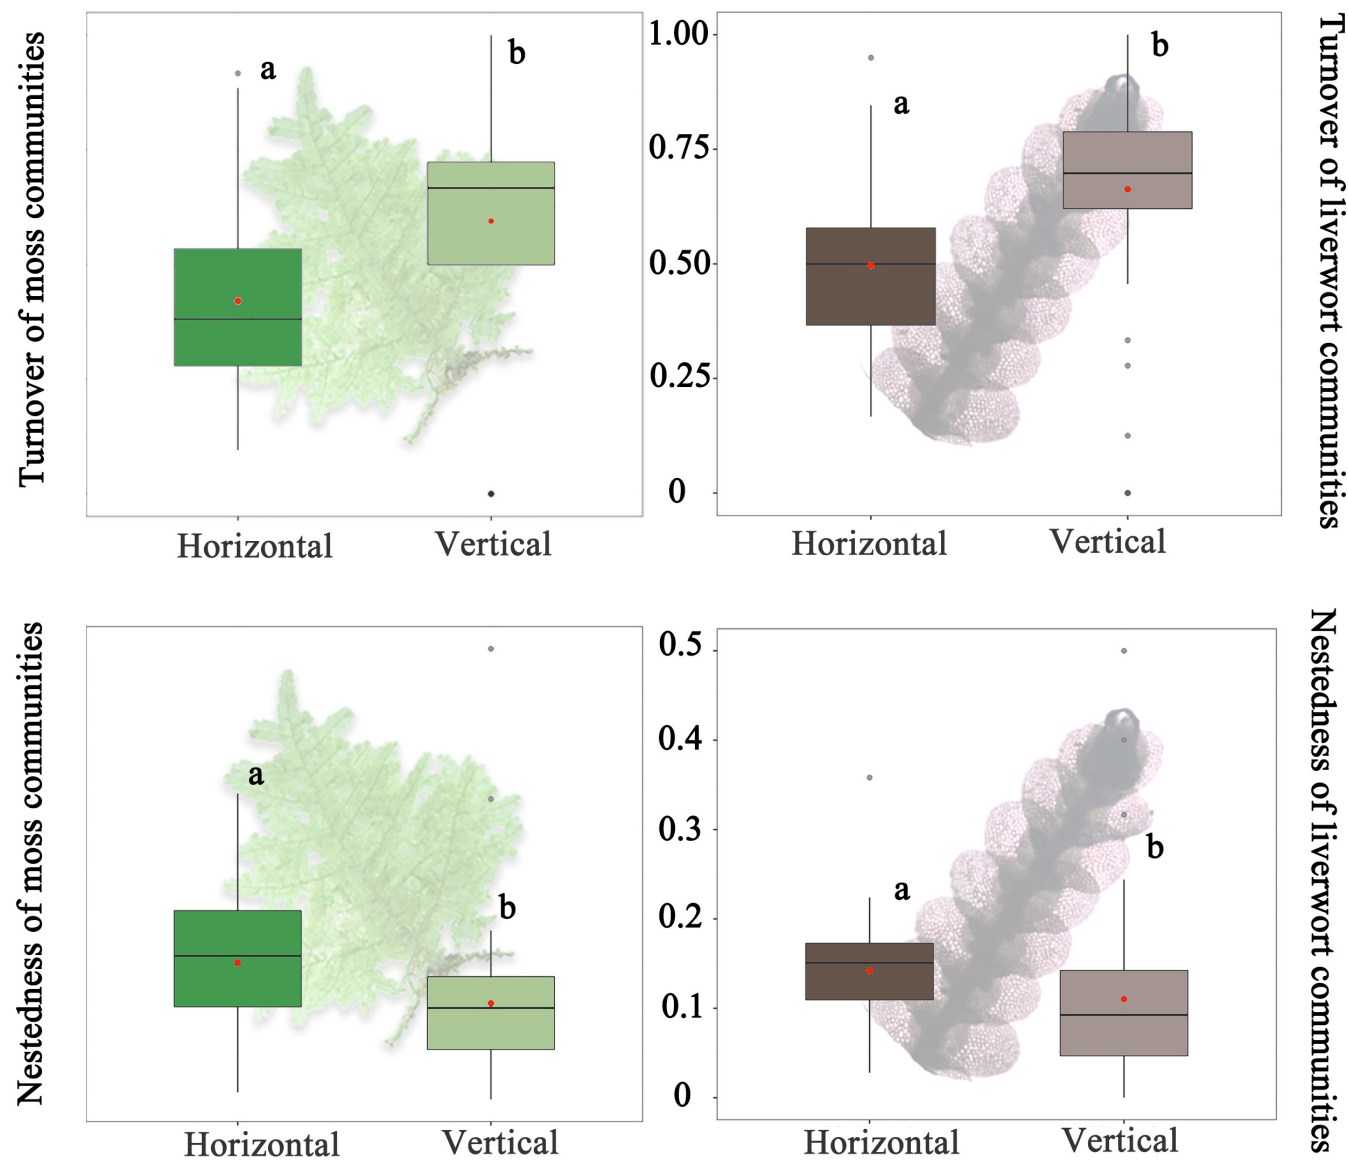 Turnover of moss communities
a
b
Horizontal
Vertical
1.00
0.75
0.50
0.25
0
a
b
Horizontal
Vertical
Turnover of liverwort communities
Nestedness of moss communities
a
b
Horizontal
Vertical
0.5
0.4
0.3
0.2
0.1
0
a
b
Horizontal
Vertical
Nestedness of liverwort communities